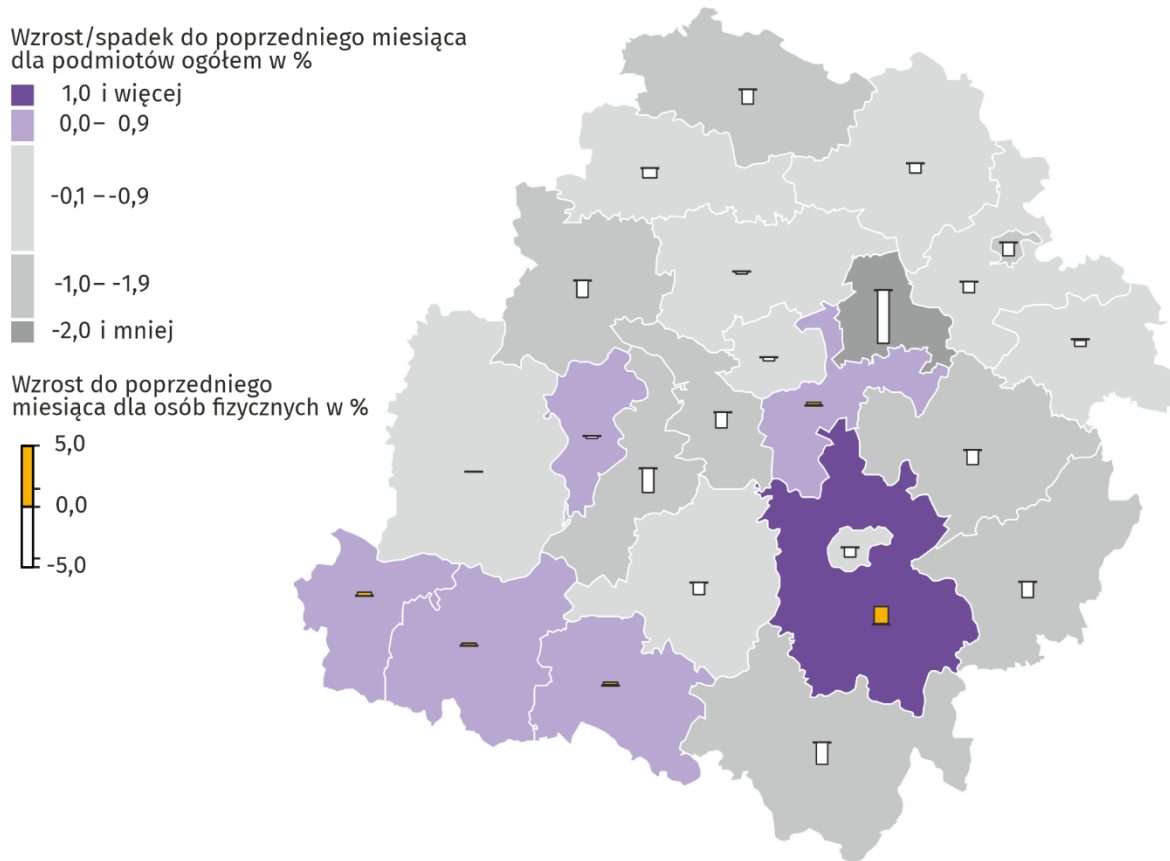 Wzrost/spadek do poprzedniego miesiąca
dla podmiotów ogółem w %
1,0 i więcej
0,0– 0,9
-0,1 – -0,9
-1,0– -1,9
-2,0 i mniej
Wzrost do poprzedniego
miesiąca dla osób fizycznych w %
5,0
0,0
-5,0